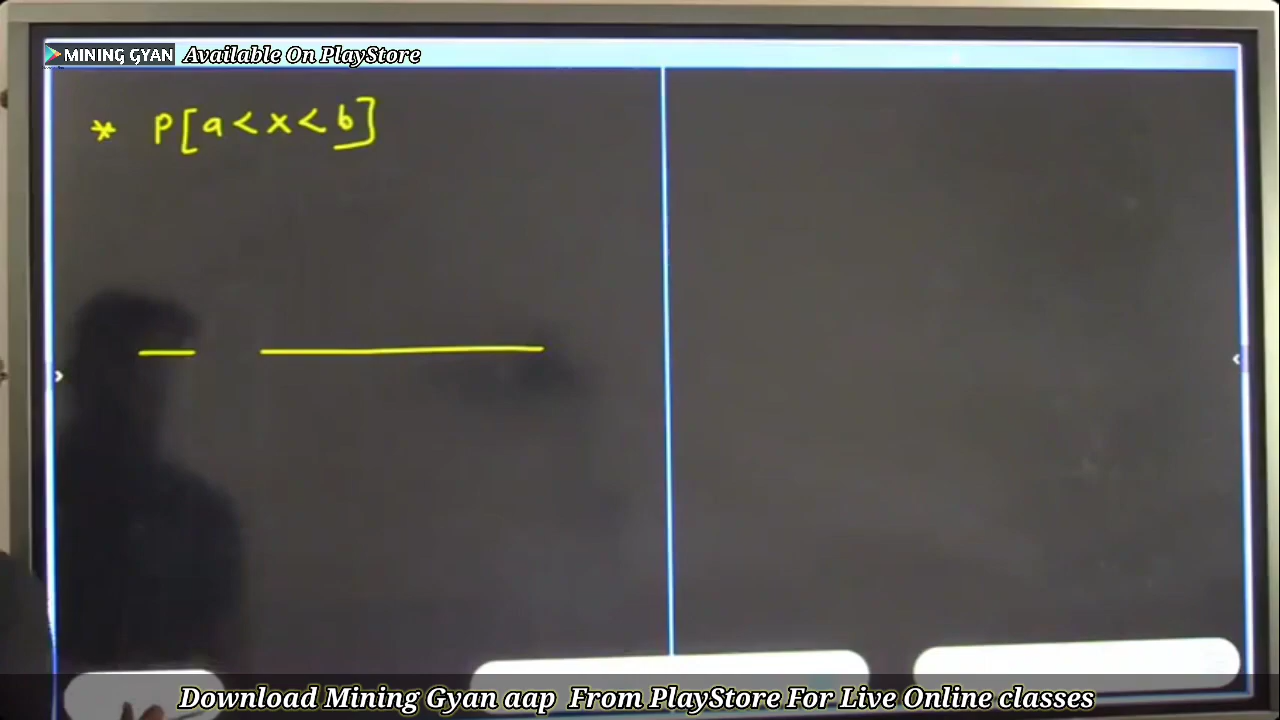 MINING GYAN Available On PlayStore
* P[a<x<b]
Download Mining Gyan aap From PlayStore For Live Online classes